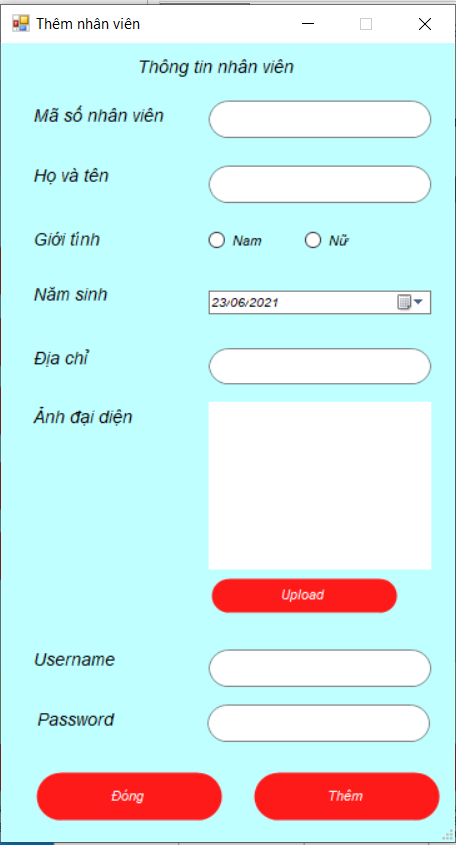 Thêm nhân viên
Thông tin nhân viên
Mã số nhân viên
Họ và tên
Giới tính
Nam
Nữ
Năm sinh
23/06/2021
Địa chỉ
Ảnh đại diện
Upload
Username
Password
Đóng
Thêm